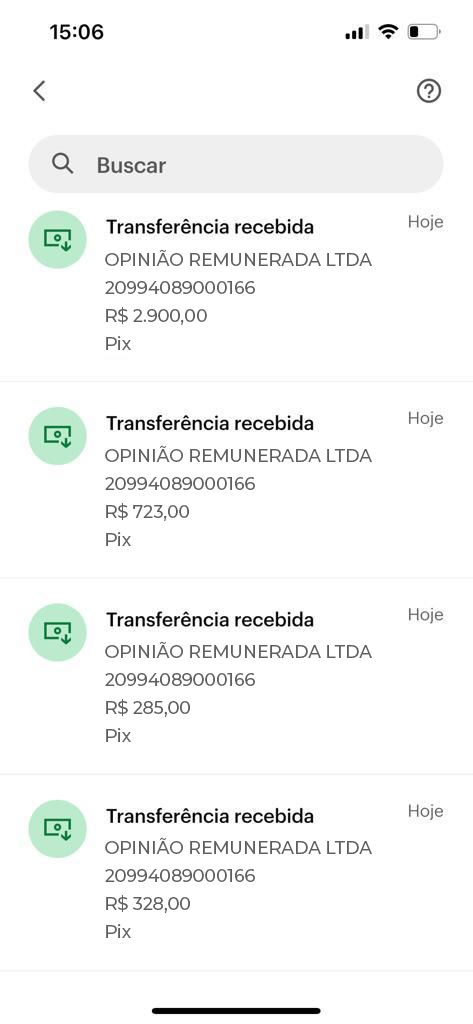 15:06
Buscar
Transferência recebida
Hoje
OPINIÃO REMUNERADA LTDA
20994089000166
R$ 2.900,00
Pix
Transferência recebida
Hoje
OPINIÃO REMUNERADA LTDA
20994089000166
R$ 723,00
Pix
Transferência recebida
Hoje
OPINIÃO REMUNERADA LTDA
20994089000166
R$ 285,00
Pix
Transferência recebida
Hoje
OPINIÃO REMUNERADA LTDA
20994089000166
R$ 328,00
Pix